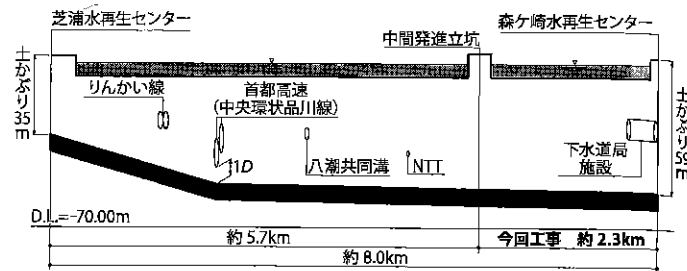 芝浦水再生センター
森ケ崎水再生センター
中間発進立坑
土かぶり35m
りんかい線
首都高速
(中央環状品川線)
1D
八潮共同溝
NTT
下水道局
施設
土かぶり59m
D.L.=-70.00m
約5.7km
今回工事 約2.3km
約8.0km